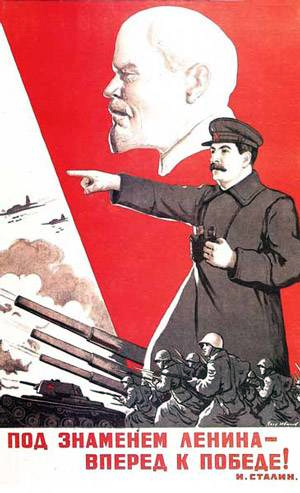 ПОД ЗНАМЕНЕМ ЛЕНИНА—
ВПЕРЕД К ПОБЕДЕ!
И. СТАЛИН.